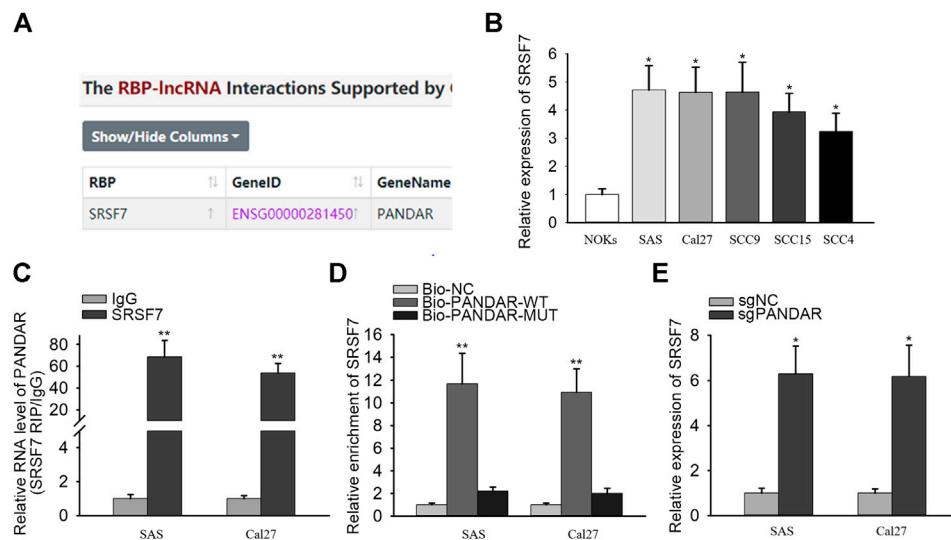 A
The RBP-lncRNA Interactions Supported by
Show/Hide Columns
RBP GeneID GeneName
SRSF7 ENSG00000281450 PANDAR
B
Relative expression of SRSF7
6
5
4
3
2
1
0
* * * * *
NOKs SAS Cal27 SCC9 SCC15 SCC4
C
IgG
SRSF7
Relative RNA level of PANDAR
(SRSF7 RIP/IgG)
80
60
40
20
4
2
0
** **
SAS Cal27
D
Bio-NC
Bio-PANDAR-WT
Bio-PANDAR-MUT
Relative enrichment of SRSF7
16
14
12
10
8
6
4
2
0
** **
SAS Cal27
E
sgNC
sgPANDAR
Relative expression of SRSF7
8
6
4
2
0
* *
SAS Cal27